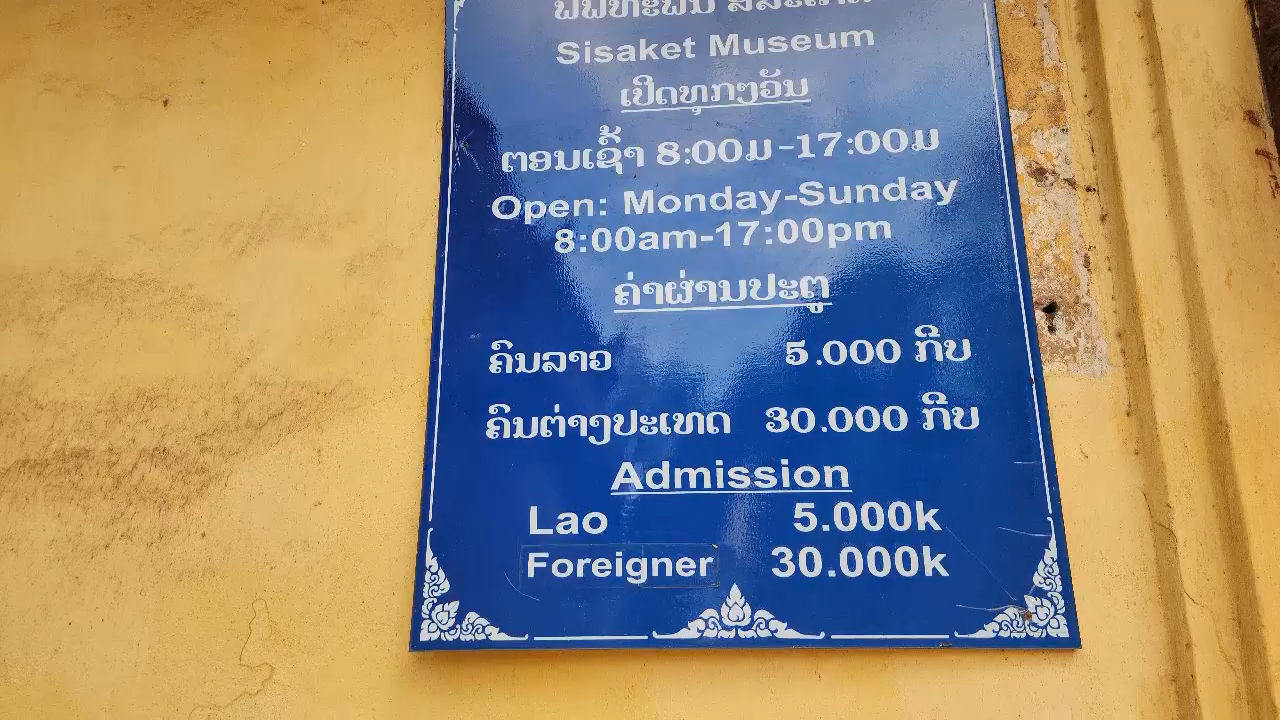 Sisaket Museum
ເປີດທຸກໆວັນ
ຕອນເຊົ້າ 8:00ມ -17:00ມ
Open: Monday-Sunday
8:00am-17:00pm
ຄ່າຜ່ານປະຕູ
ຄົນລາວ 5.000 ກີບ
ຄົນຕ່າງປະເທດ 30.000 ກີບ
Admission
Lao 5.000k
Foreigner 30.000k